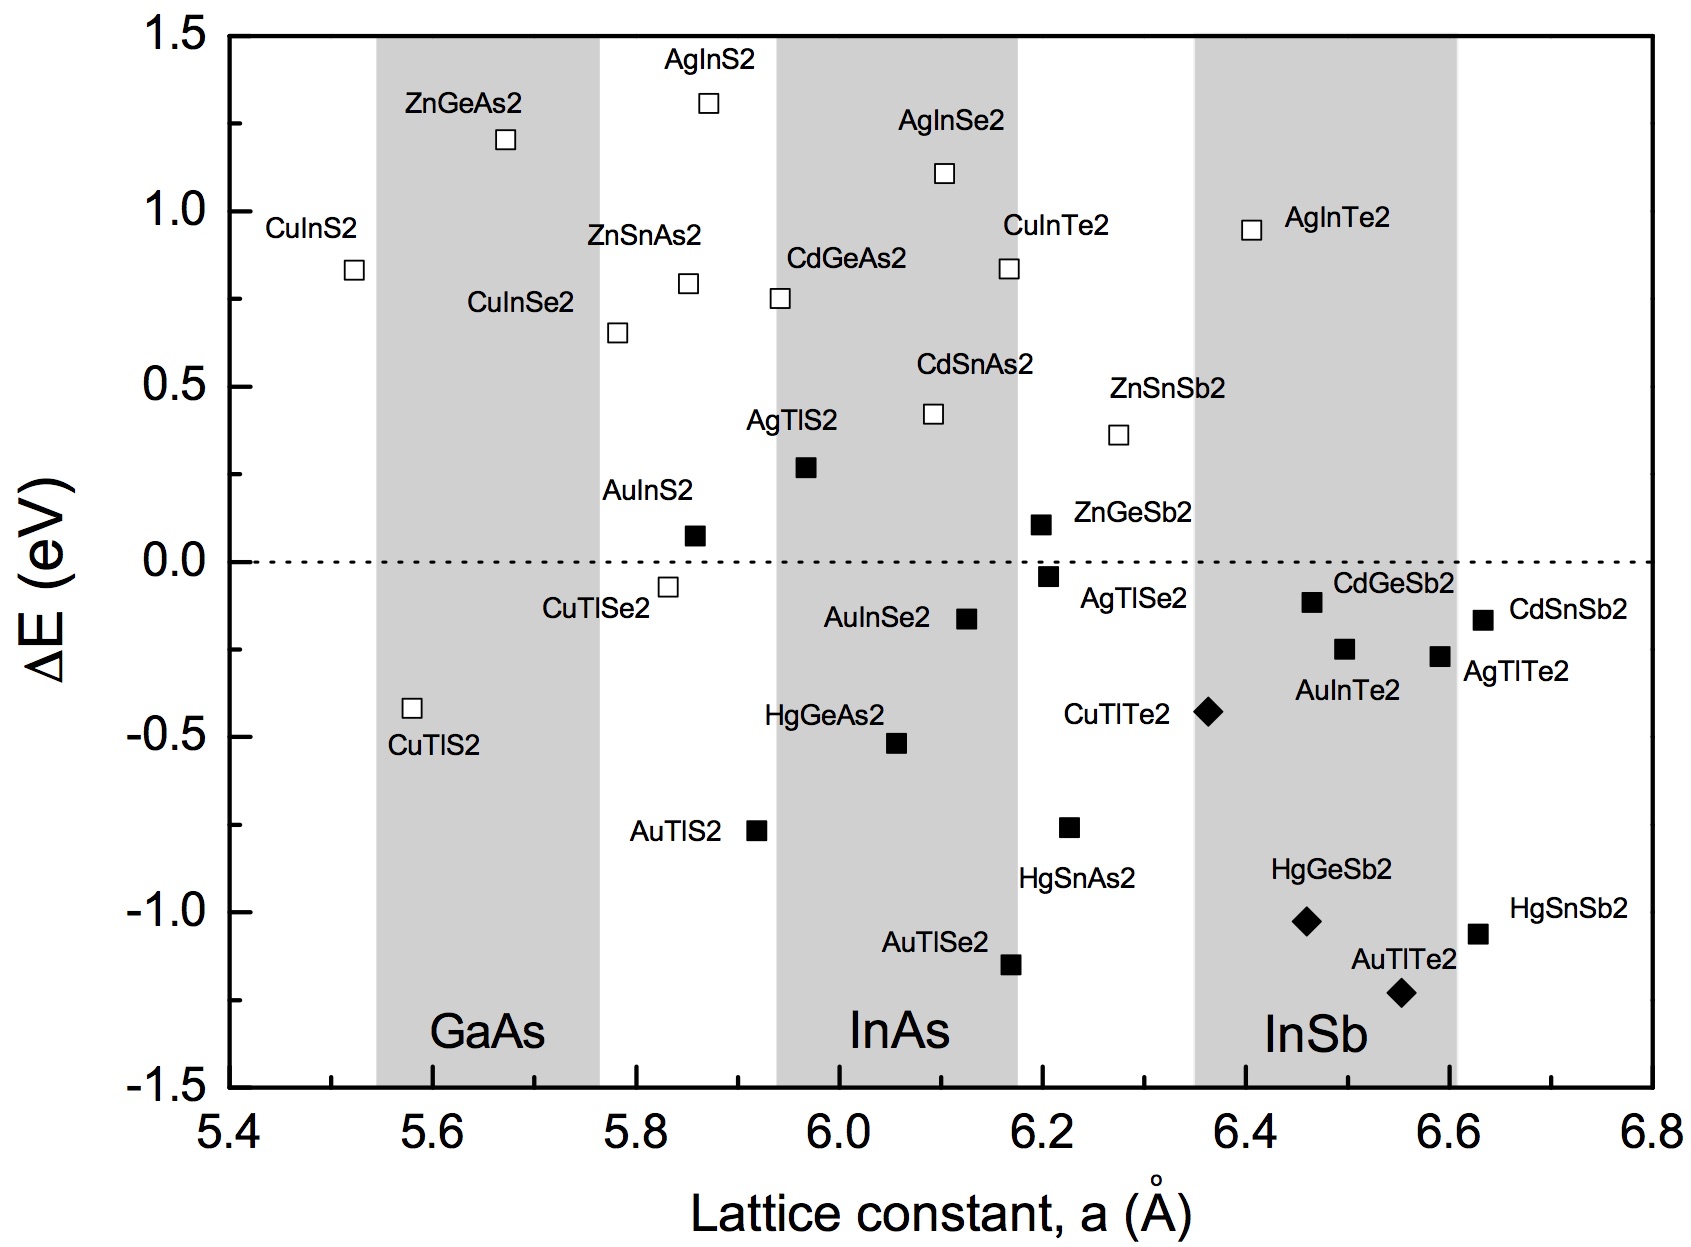 1.5
AgInS2
ZnGeAs2
AgInSe2
1.0
CuInS2
ZnSnAs2
CuInTe2
AgInTe2
CdGeAs2
CuInSe2
0.5
CdSnAs2
ZnSnSb2
AgTlS2
AuInS2
ZnGeSb2
0.0
CuTlSe2
AuInSe2
AgTlSe2
CdGeSb2
CdSnSb2
AgTlTe2
AuInTe2
CuTlTe2
HgGeAs2
-0.5
CuTlS2
AuTlS2
HgSnAs2
HgGeSb2
-1.0
HgSnSb2
AuTlSe2
AuTlTe2
GaAs
InAs
InSb
-1.5
ΔE (eV)
5.4 5.6 5.8 6.0 6.2 6.4 6.6 6.8
Lattice constant, a (Å)